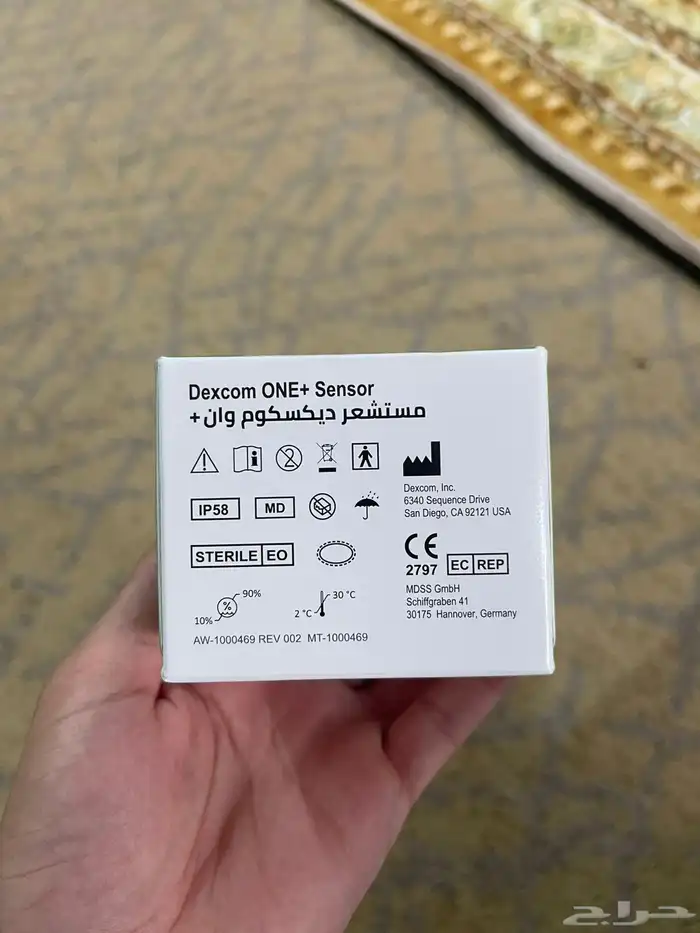 Dexcom ONE+ Sensor
مستشعر ديكسكوم وان +
Dexcom, Inc.
6340 Sequence Drive
San Diego, CA 92121 USA
IP58
MD
STERILE EO
CE
2797
EC REP
MDSS GmbH
Schiffgraben 41
30175 Hannover, Germany
90%
%
10%
30 °C
2 °C
AW-1000469 REV 002 MT-1000469
حراج